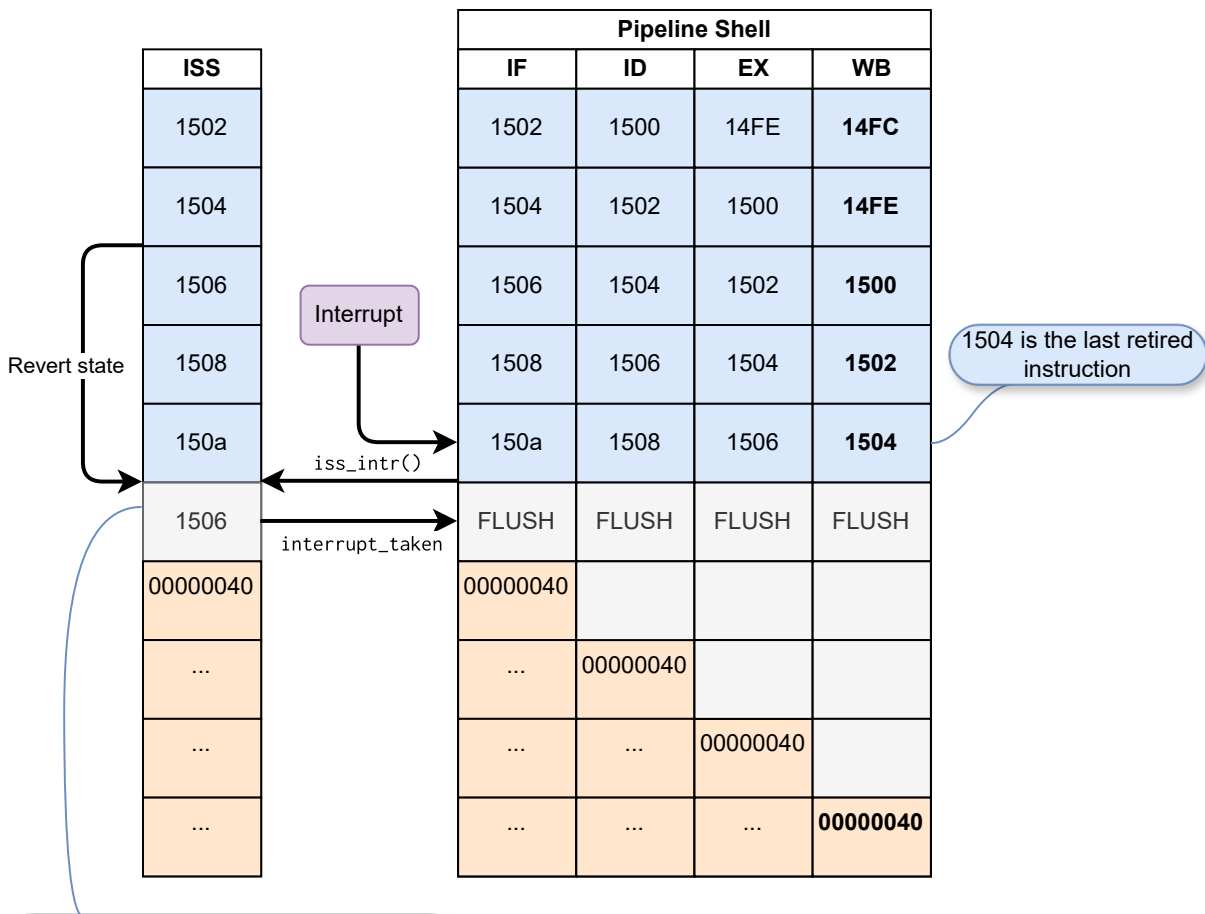 Pipeline Shell
ISS IF ID EX WB
1502 1502 1500 14FE 14FC
1504 1504 1502 1500 14FE
1506 1506 1504 1502 1500
Interrupt
1508 1508 1506 1504 1502
Revert state
1504 is the last retired
instruction
150a 150a 1508 1506 1504
iss_intr()
1506 FLUSH FLUSH FLUSH FLUSH
interrupt_taken
00000040 00000040
... ... 00000040
... ... ... 00000040
... ... ... ... 00000040